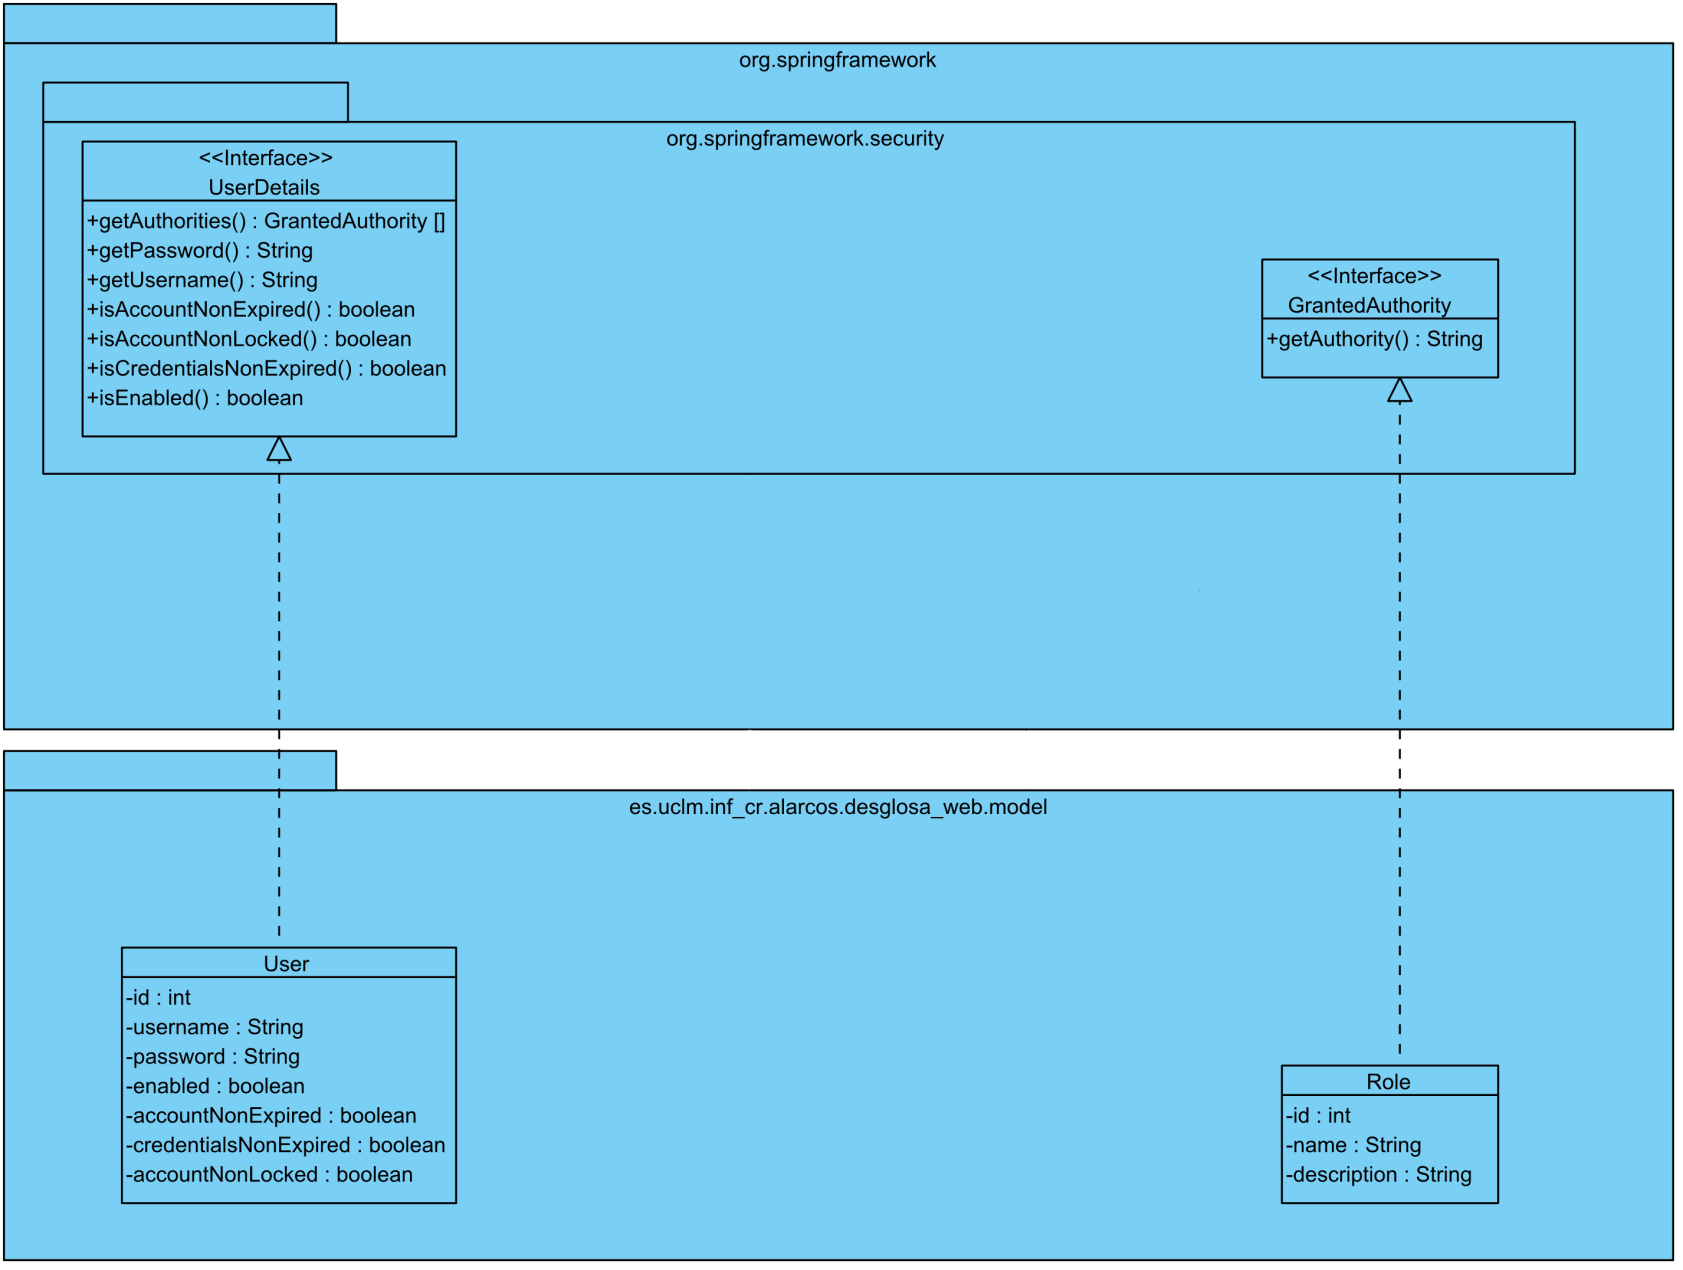 org.springframework
org.springframework.security
<<Interface>>
UserDetails
+getAuthorities() : GrantedAuthority []
+getPassword() : String
+getUsername() : String
+isAccountNonExpired() : boolean
+isAccountNonLocked() : boolean
+isCredentialsNonExpired() : boolean
+isEnabled() : boolean
<<Interface>>
GrantedAuthority
+getAuthority() : String
es.uclm.inf_cr.alarcos.desglosa_web.model
User
-id : int
-username : String
-password : String
-enabled : boolean
-accountNonExpired : boolean
-credentialsNonExpired : boolean
-accountNonLocked : boolean
Role
-id : int
-name : String
-description : String